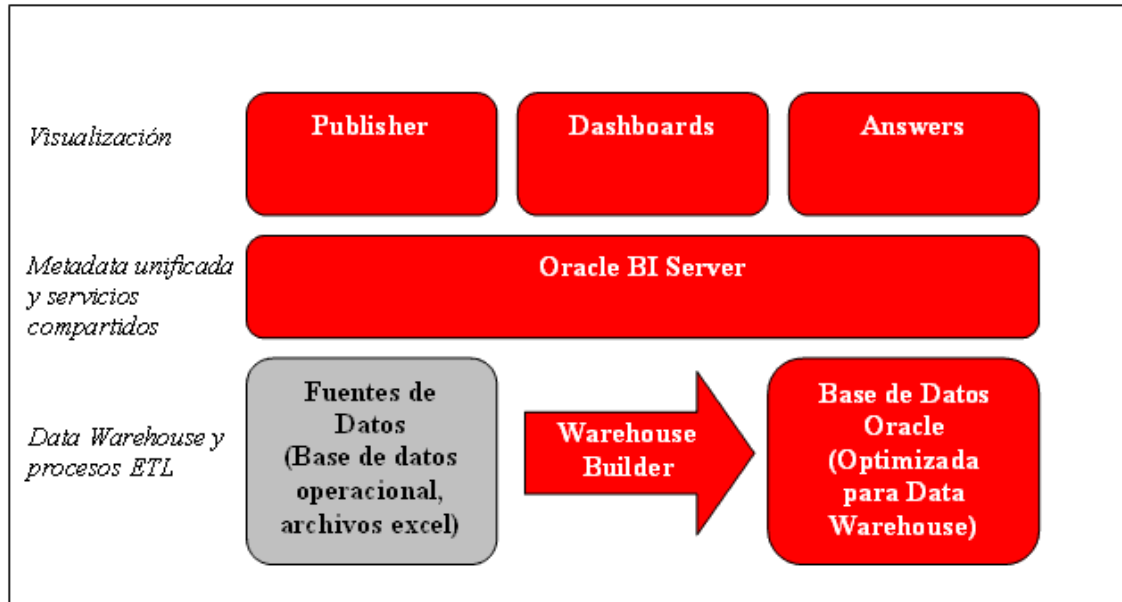 Visualización
Publisher
Dashboards
Answers
Metadata unificada
y servicios
compartidos
Oracle BI Server
Data Warehouse y
procesos ETL
Fuentes de
Datos
(Base de datos
operacional,
archivos excel)
Warehouse
Builder
Base de Datos
Oracle
(Optimizada
para Data
Warehouse)